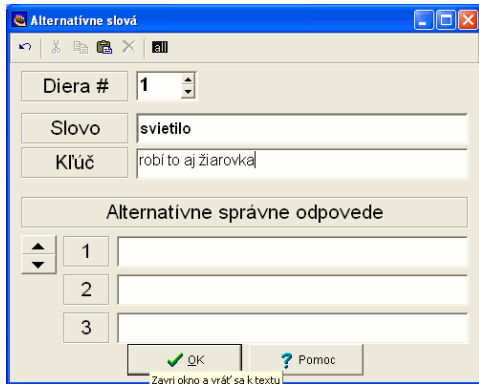 Alternatívne slová
all
Diera # 1
Slovo svietilo
Kľúč robí to aj žiarovka
Alternatívne správne odpovede
1
2
3
OK ? Pomoc
Zavri okno a vráť sa k textu